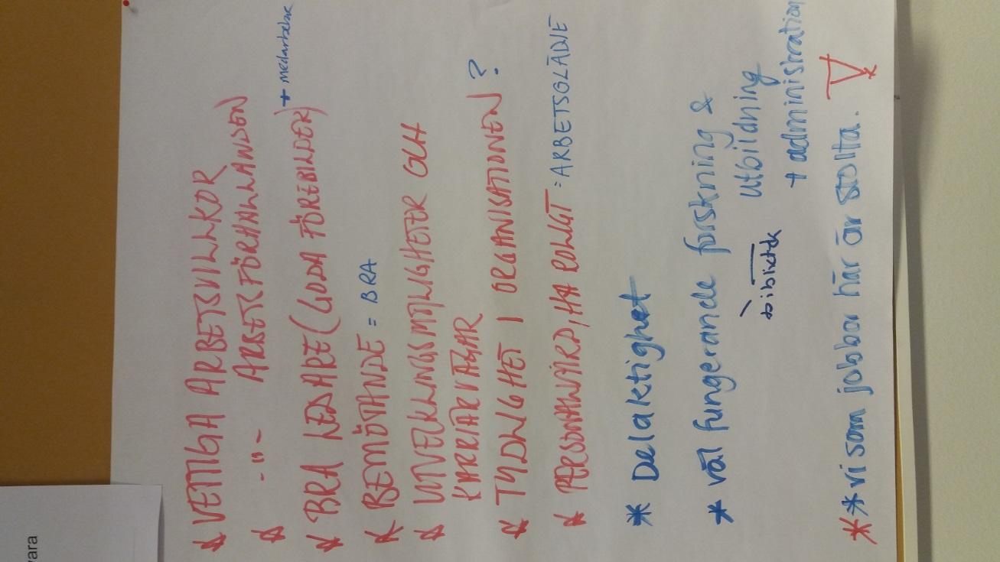 * VETTIGA ARBETSVILLKOR
* -"- ARBETSFÖRHÅLLANDEN)
* BRA LEDARE (GODA FÖREBILDER) + medarbetare
* BEMÖTANDE = BRA
* UTVECKLINGSMÖJLIGHETER OCH
KARRIÄRVÄGAR
* TYDLIGHET I ORGANISATIONEN ?
* PERSONALVÅRD, HA ROLIGT = ARBETSGLÄDJE
* Delaktighet
* väl fungerande forskning &
utbildning
bibliotek
+ administration
** vi som jobbar här är stolta.
vara